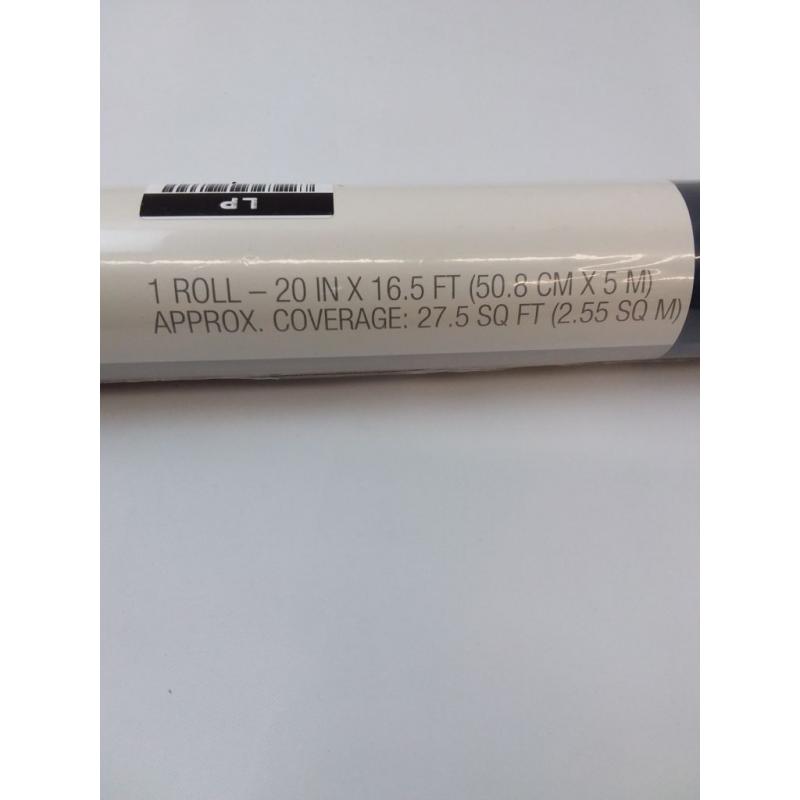 LP
1 ROLL – 20 IN X 16.5 FT (50.8 CM X 5 M)
APPROX. COVERAGE: 27.5 SQ FT (2.55 SQ M)